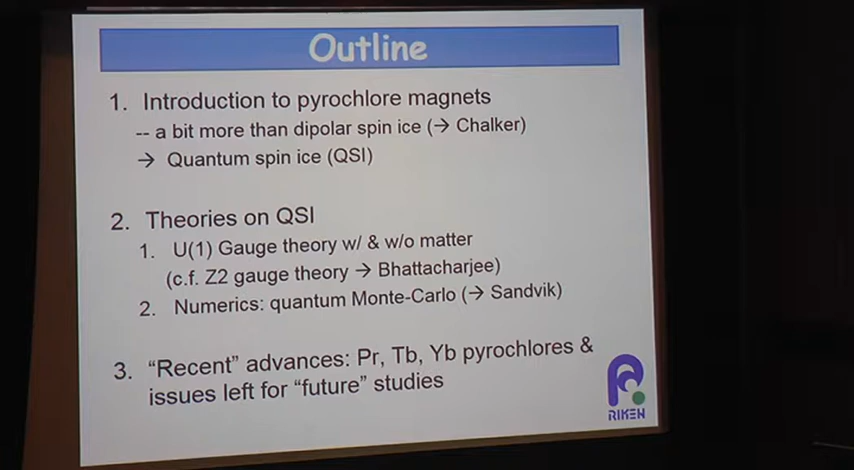 Outline
1. Introduction to pyrochlore magnets
-- a bit more than dipolar spin ice (→ Chalker)
→ Quantum spin ice (QSI)
2. Theories on QSI
1. U(1) Gauge theory w/ & w/o matter
(c.f. Z2 gauge theory → Bhattacharjee)
2. Numerics: quantum Monte-Carlo (→ Sandvik)
3. “Recent” advances: Pr, Tb, Yb pyrochlores &
issues left for “future” studies
RIKEN